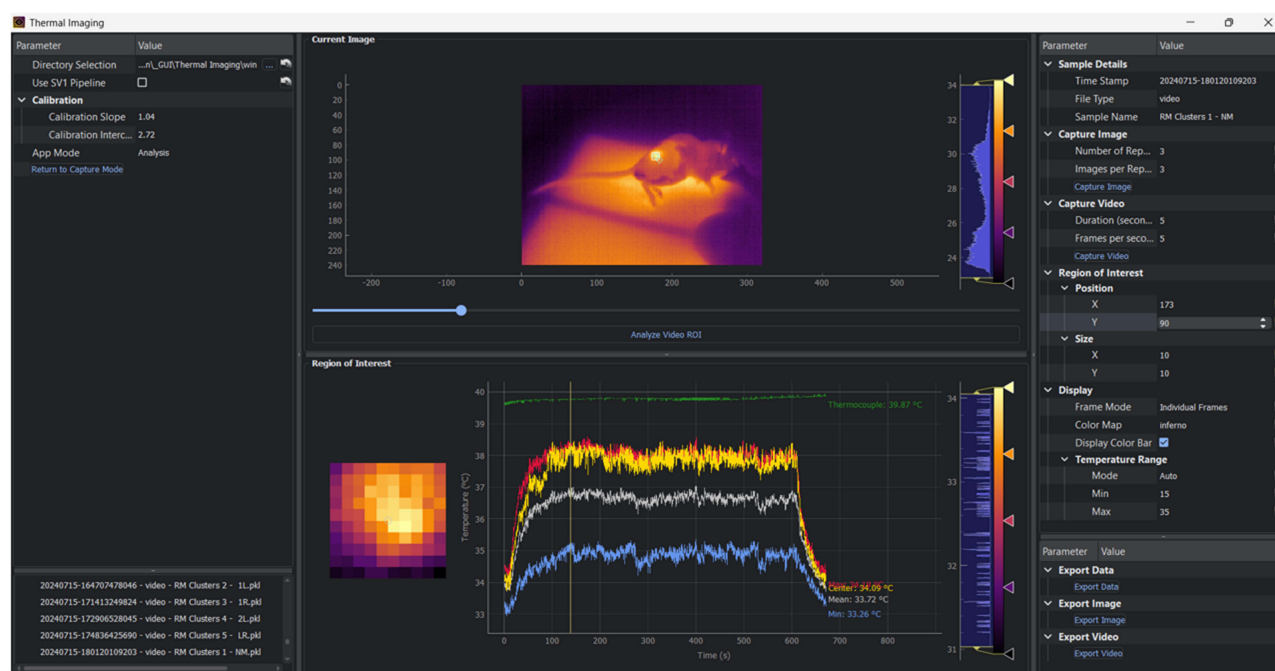 Thermal Imaging
Parameter Value
Directory Selection ...n\_GUI\Thermal Imaging\win ...
Use SV1 Pipeline
Calibration
Calibration Slope 1.04
Calibration Interc... 2.72
App Mode Analysis
Return to Capture Mode
20240715-164707478046 - video - RM Clusters 2 - 1L.pkl
20240715-171413249824 - video - RM Clusters 3 - 1R.pkl
20240715-172906528045 - video - RM Clusters 4 - 2L.pkl
20240715-174836425690 - video - RM Clusters 5 - LR.pkl
20240715-180120109203 - video - RM Clusters 1 - NM.pkl
Current Image
0
20
40
60
80
100
120
140
160
180
200
220
240
-200 -100 0 100 200 300 400 500
34
32
30
28
26
24
Analyze Video ROI
Region of Interest
Temperature (ºC)
40
39
38
37
36
35
34
33
Thermocouple: 39.87 ºC
Center: 34.09 ºC
Mean: 33.72 ºC
Min: 33.26 ºC
0 100 200 300 400 500 600 700 800
Time (s)
34
33
32
31
Parameter Value
Sample Details
Time Stamp 20240715-180120109203
File Type video
Sample Name RM Clusters 1 - NM
Capture Image
Number of Rep... 3
Images per Rep... 3
Capture Image
Capture Video
Duration (secon... 5
Frames per seco... 5
Capture Video
Region of Interest
Position
X 173
Y 90
Size
X 10
Y 10
Display
Frame Mode Individual Frames
Color Map inferno
Display Color Bar
Temperature Range
Mode Auto
Min 15
Max 35
Parameter Value
Export Data
Export Data
Export Image
Export Image
Export Video
Export Video